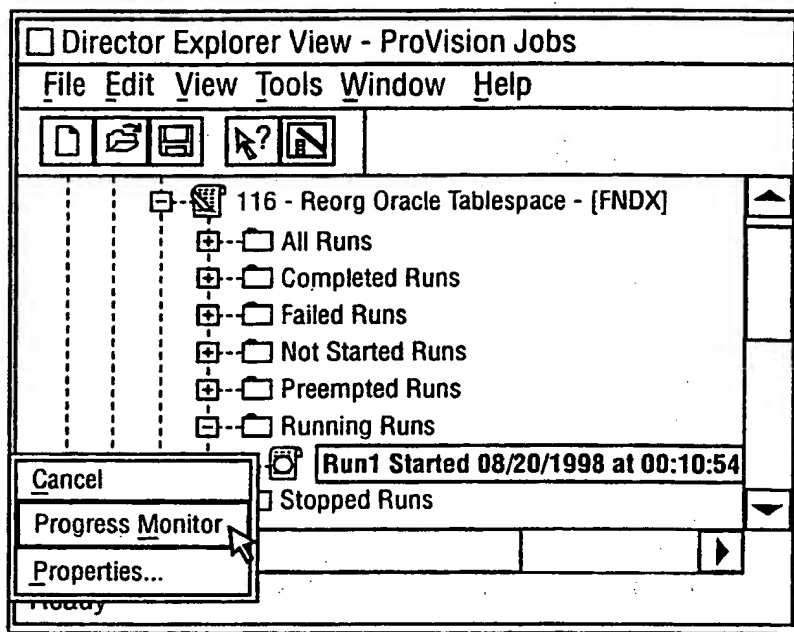 Director Explorer View - ProVision Jobs
File Edit View Tools Window Help
?
116 - Reorg Oracle Tablespace - [FNDX]
All Runs
Completed Runs
Failed Runs
Not Started Runs
Preempted Runs
Running Runs
Run1 Started 08/20/1998 at 00:10:54
Stopped Runs
Cancel
Progress Monitor
Properties...
Ready